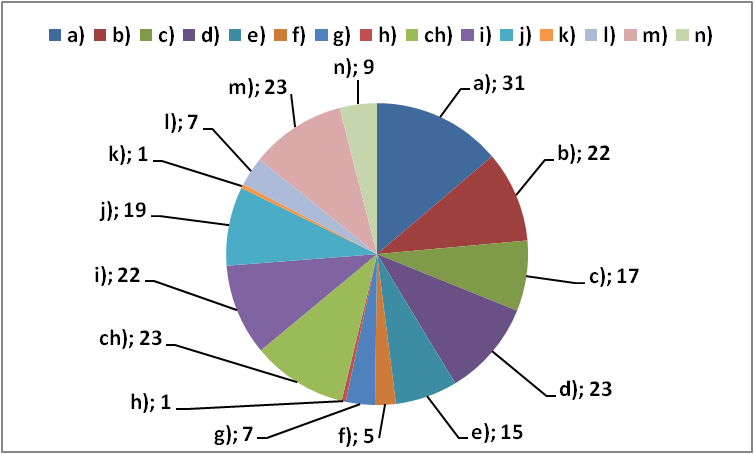 a) b) c) d) e) f) g) h) ch) i) j) k) l) m) n)
a); 31
b); 22
c); 17
d); 23
e); 15
f); 5
g); 7
h); 1
ch); 23
i); 22
j); 19
k); 1
l); 7
m); 23
n); 9